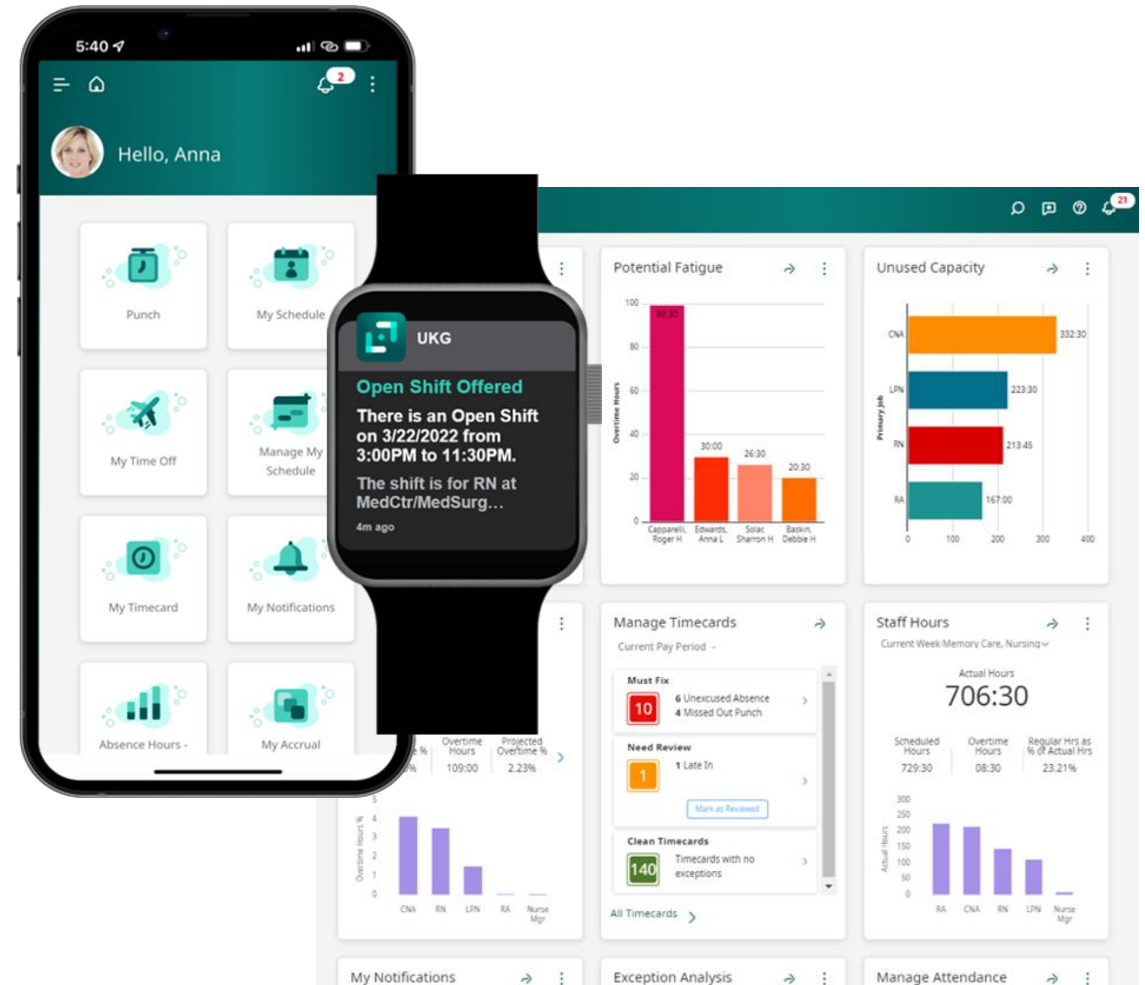 5:40
2
Hello, Anna
Punch
My Schedule
My Time Off
Manage My
Schedule
My Timecard
My Notifications
Absence Hours -
My Accrual
UKG
Open Shift Offered
There is an Open Shift
on 3/22/2022 from
3:00PM to 11:30PM.
The shift is for RN at
MedCtr/MedSurg...
4m ago
21
Potential Fatigue
Overtime Hours
100
80
60
40
20
0
99:30
30:00
26:30
20:30
Capparelli, Roger H
Edwards, Anna L
Solar, Sharron H
Baskin, Debbie H
Unused Capacity
Primary Job
CNA
332:30
LPN
223:30
RN
213:45
RA
167:00
0 100 200 300 400
Overtime
Hours
Projected
Overtime %
109:00
2.23%
Overtime Hours %
5
4
3
2
1
0
CNA RN LPN RA Nurse
Mgr
Manage Timecards
Current Pay Period
Must Fix
10
6 Unexcused Absence
4 Missed Out Punch
Need Review
1
1 Late In
Mark as Reviewed
Clean Timecards
140
Timecards with no
exceptions
All Timecards
Staff Hours
Current Week-Memory Care, Nursing
Actual Hours
706:30
Scheduled
Hours
Overtime
Hours
Regular Hrs as
% of Actual Hrs
729:30
08:30
23.21%
Actual Hours
300
250
200
150
100
50
0
RA CNA RN LPN Nurse
Mgr
My Notifications
Exception Analysis
Manage Attendance